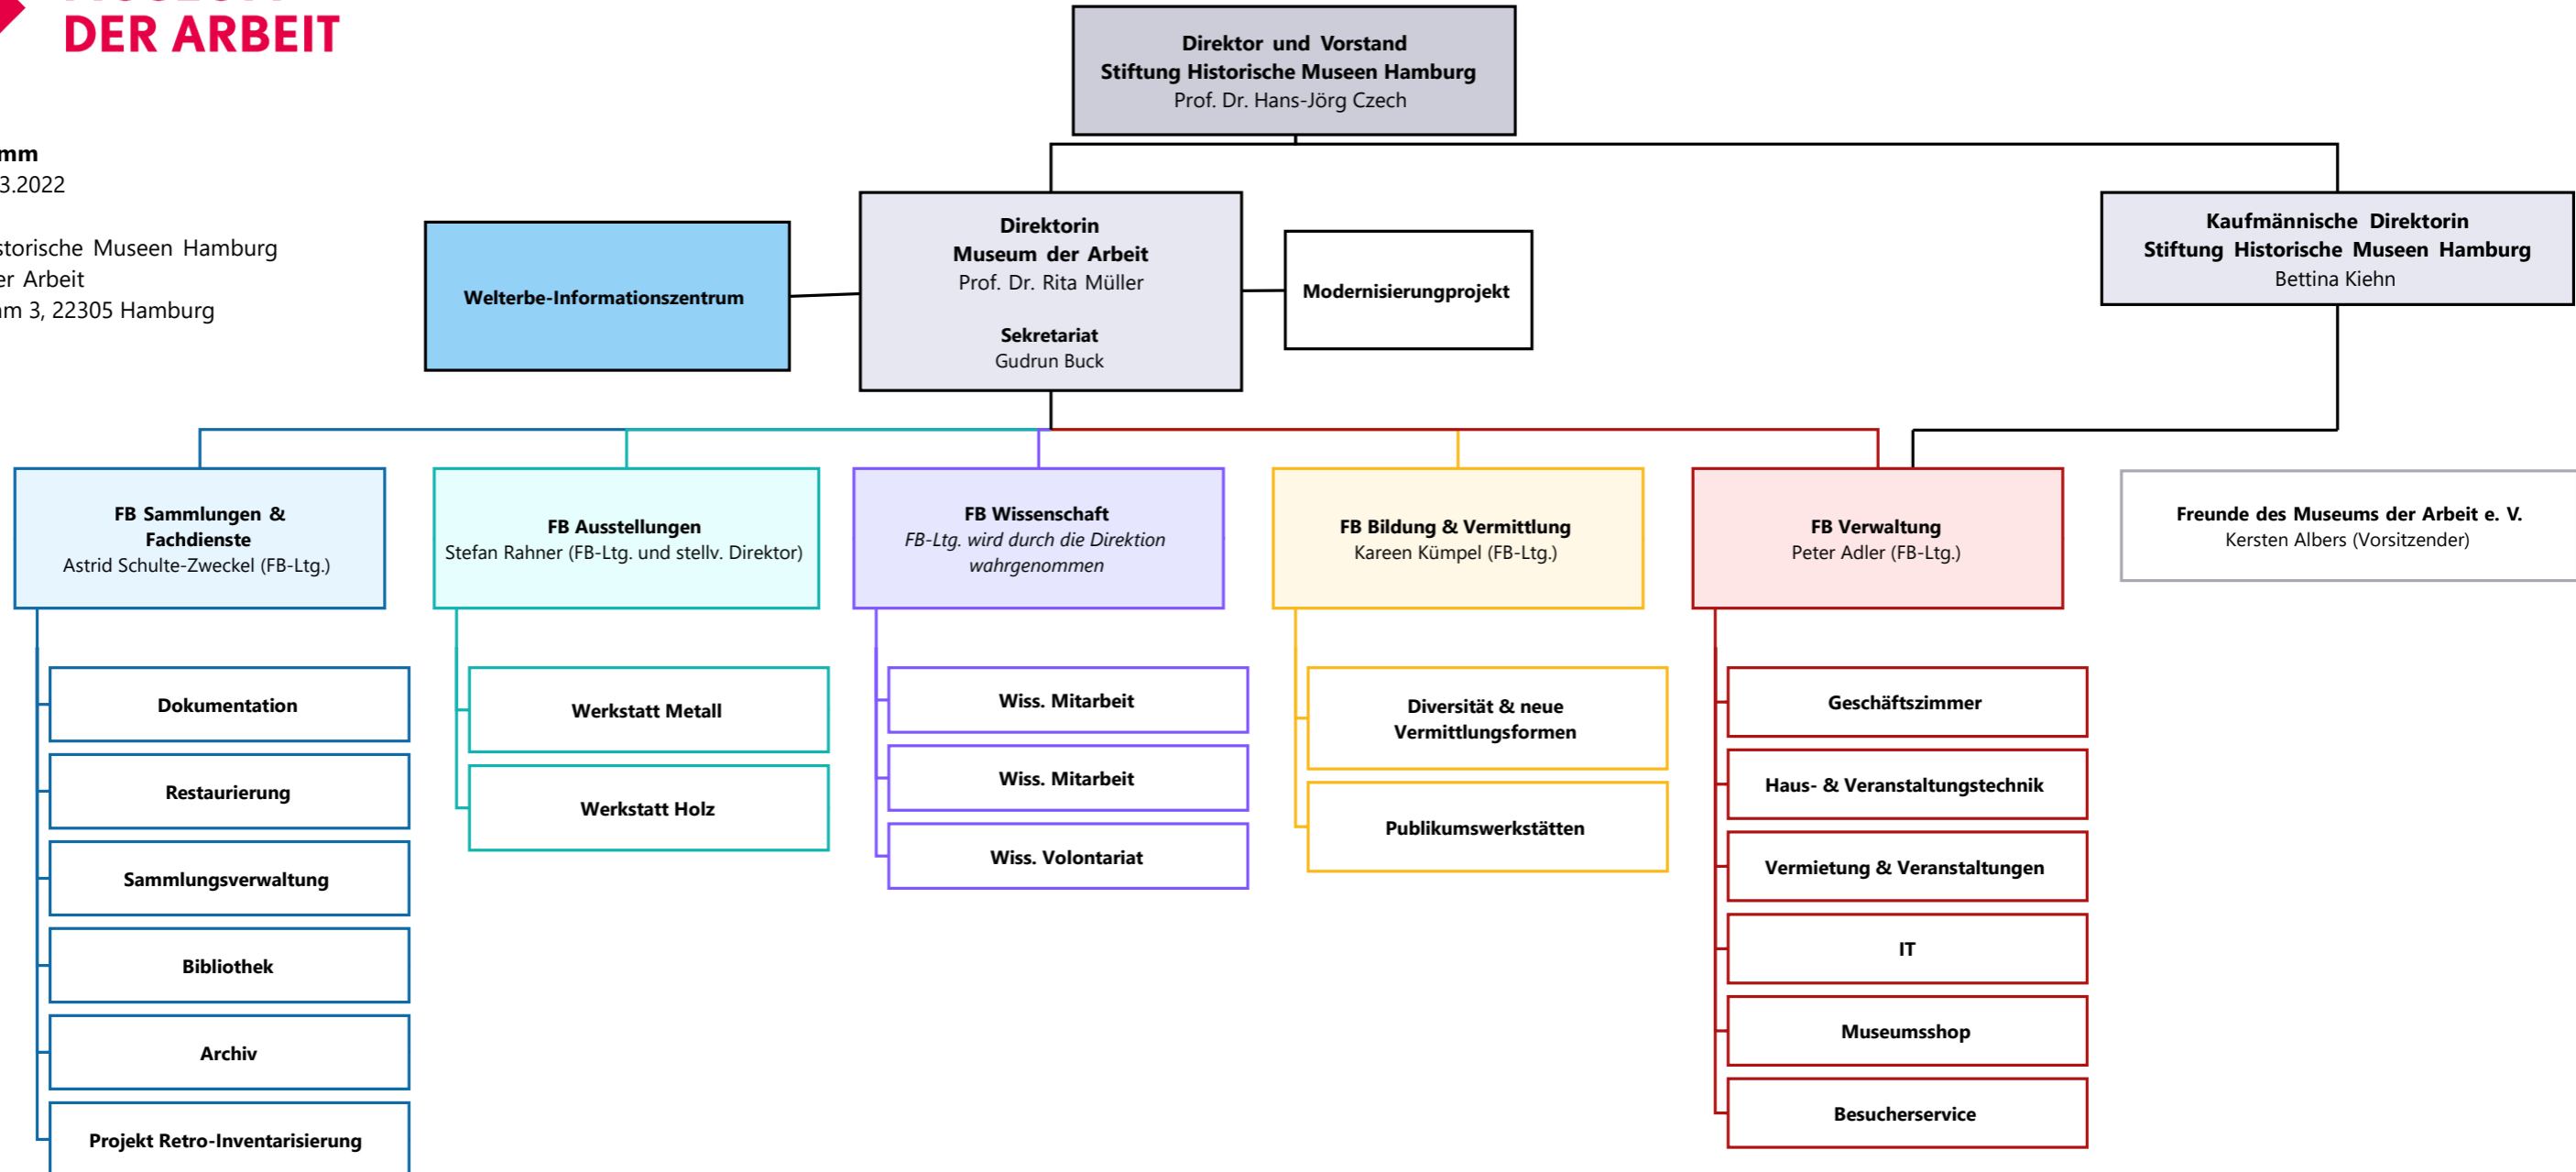 DER ARBEIT
Direktor und Vorstand
Stiftung Historische Museen Hamburg
Prof. Dr. Hans-Jörg Czech
3.2022
Museen Hamburg
Arbeit
3, 22305 Hamburg
Welterbe-Informationszentrum
Direktorin
Museum der Arbeit
Prof. Dr. Rita Müller
Sekretariat
Gudrun Buck
Modernisierungprojekt
Kaufmännische Direktorin
Stiftung Historische Museen Hamburg
Bettina Kiehn
FB Sammlungen &
Fachdienste
Astrid Schulte-Zweckel (FB-Ltg.)
FB Ausstellungen
Stefan Rahner (FB-Ltg. und stellv. Direktor)
FB Wissenschaft
FB-Ltg. wird durch die Direktion
wahrgenommen
FB Bildung & Vermittlung
Kareen Kümpel (FB-Ltg.)
FB Verwaltung
Peter Adler (FB-Ltg.)
Freunde des Museums der Arbeit e. V.
Kersten Albers (Vorsitzender)
Dokumentation
Restaurierung
Sammlungsverwaltung
Bibliothek
Archiv
Projekt Retro-Inventarisierung
Werkstatt Metall
Werkstatt Holz
Wiss. Mitarbeit
Wiss. Mitarbeit
Wiss. Volontariat
Diversität & neue
Vermittlungsformen
Publikumswerkstätten
Geschäftszimmer
Haus- & Veranstaltungstechnik
Vermietung & Veranstaltungen
IT
Museumsshop
Besucherservice